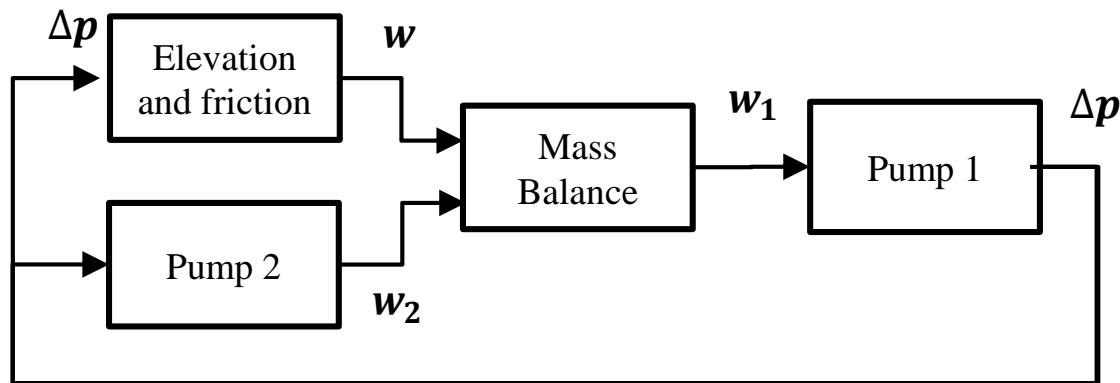 Δp
w
Elevation
and friction
Mass
Balance
w₁
Pump 1
Δp
Pump 2
w₂